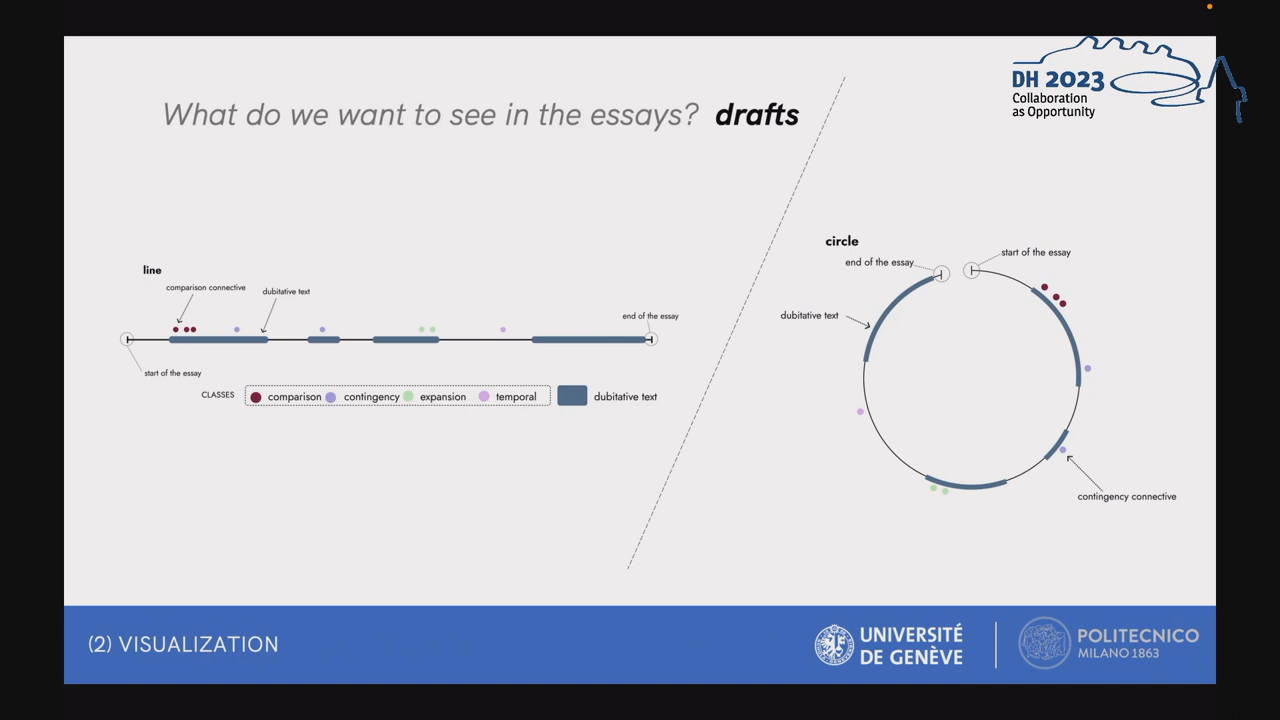 DH 2023
Collaboration
as Opportunity
What do we want to see in the essays? drafts
line
comparison connective
dubitative text
end of the essay
start of the essay
CLASSES
comparison
contingency
expansion
temporal
dubitative text
circle
end of the essay
start of the essay
dubitative text
contingency connective
(2) VISUALIZATION
UNIVERSITÉ
DE GENÈVE
POLITECNICO
MILANO 1863